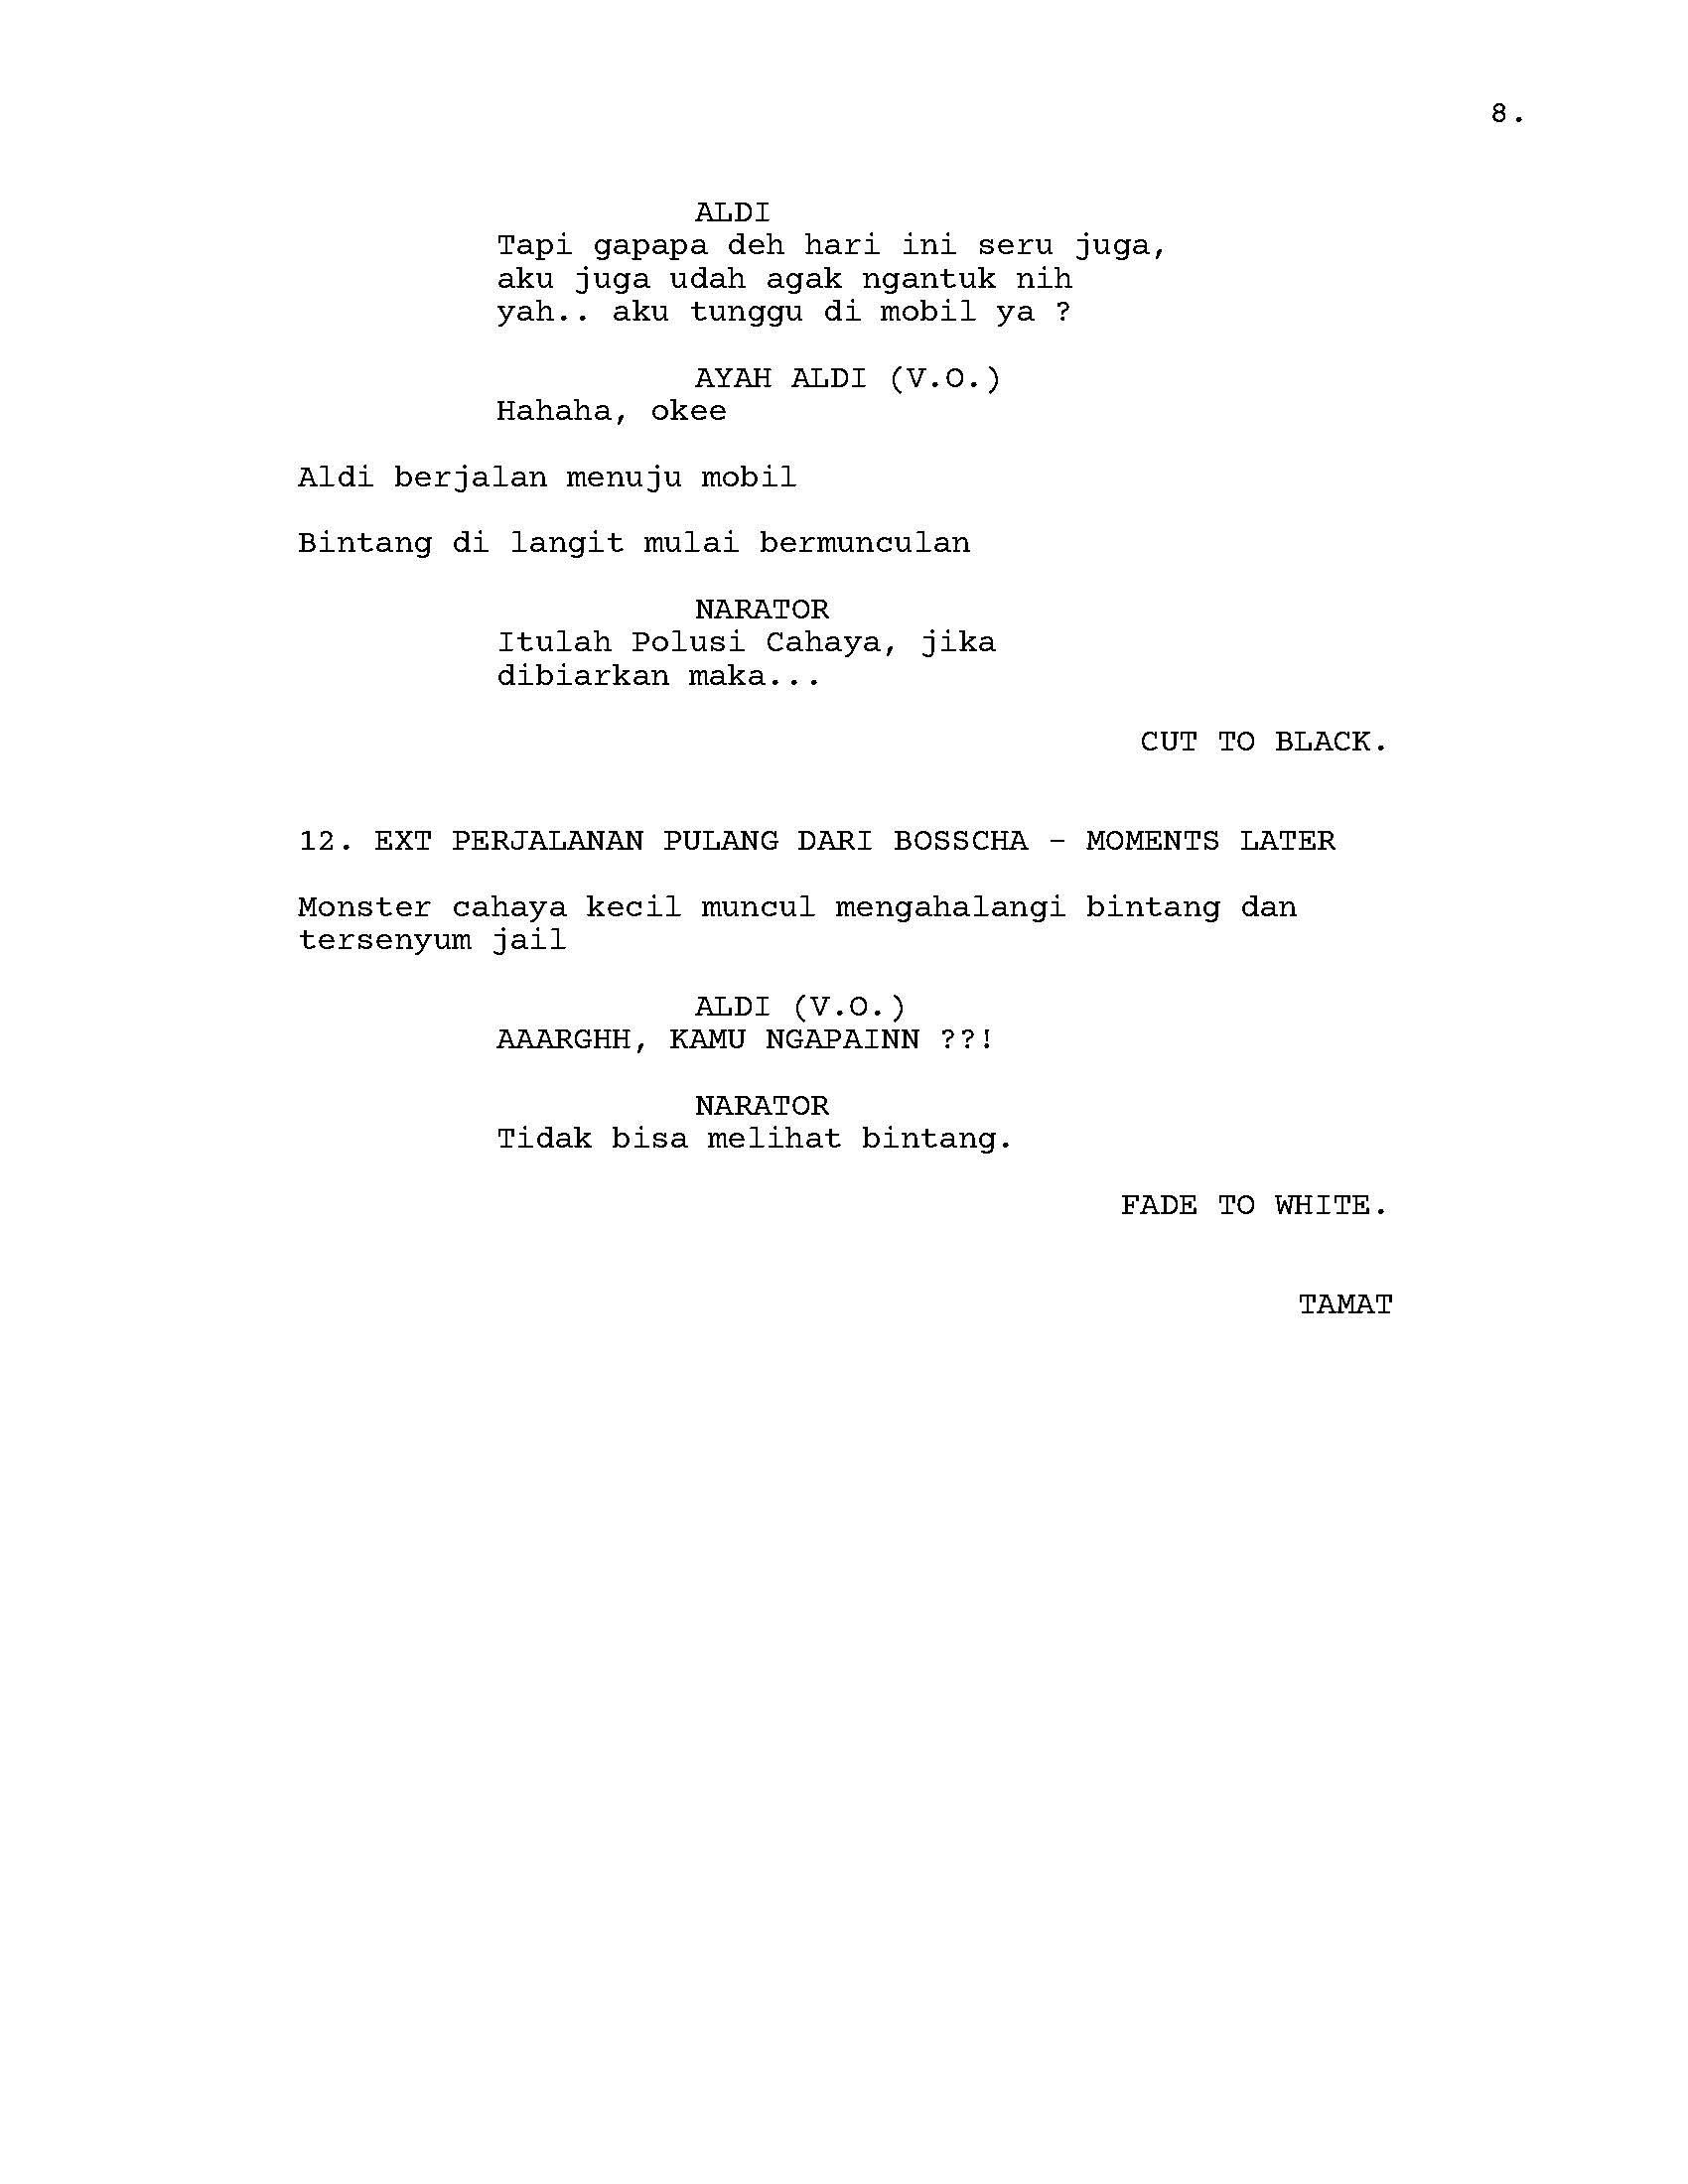 8.
ALDI
Tapi gapapa deh hari ini seru juga,
aku juga udah agak ngantuk nih
yah.. aku tunggu di mobil ya ?
AYAH ALDI (V.O.)
Hahaha, okee
Aldi berjalan menuju mobil
Bintang di langit mulai bermunculan
NARATOR
Itulah Polusi Cahaya, jika
dibiarkan maka...
CUT TO BLACK.
12. EXT PERJALANAN PULANG DARI BOSSCHA - MOMENTS LATER
Monster cahaya kecil muncul mengahalangi bintang dan
tersenyum jail
ALDI (V.O.)
AAARGHH, KAMU NGAPAINN ??!
NARATOR
Tidak bisa melihat bintang.
FADE TO WHITE.
TAMAT